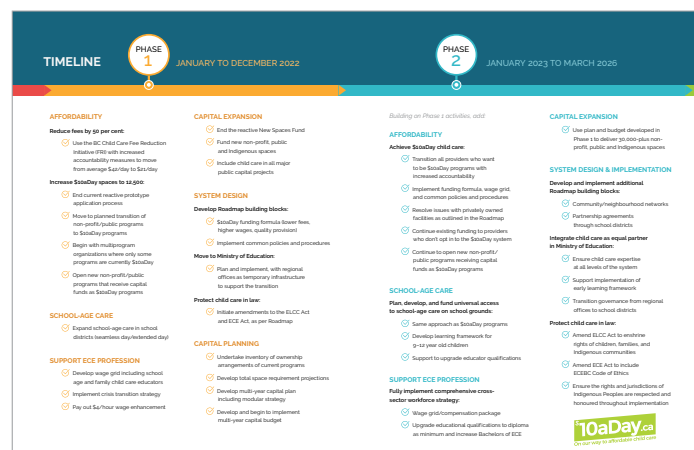 TIMELINE
PHASE
1
JANUARY TO DECEMBER 2022
PHASE
2
JANUARY 2023 TO MARCH 2026
AFFORDABILITY
Reduce fees by 50 per cent:
Use the BC Child Care Fee Reduction
Initiative (FRI) with increased
accountability measures to move
from average $42/day to $21/day
Increase $10aDay spaces to 12,500:
End current reactive prototype
application process
Move to planned transition of
non-profit/public programs
to $10aDay programs
Begin with multiprogram
organizations where only some
programs are currently $10aDay
Open new non-profit/public
programs that receive capital
funds as $10aDay programs
SCHOOL-AGE CARE
Expand school-age care in school
districts (seamless day/extended day)
SUPPORT ECE PROFESSION
Develop wage grid including school
age and family child care educators
Implement crisis transition strategy
Pay out $4/hour wage enhancement
CAPITAL EXPANSION
End the reactive New Spaces Fund
Fund new non-profit, public
and Indigenous spaces
Include child care in all major
public capital projects
SYSTEM DESIGN
Develop Roadmap building blocks:
$10aDay funding formula (lower fees,
higher wages, quality provision)
Implement common policies and procedures
Move to Ministry of Education:
Plan and implement, with regional
offices as temporary infrastructure
to support the transition
Protect child care in law:
Initiate amendments to the ELCC Act
and ECE Act, as per Roadmap
CAPITAL PLANNING
Undertake inventory of ownership
arrangements of current programs
Develop total space requirement projections
Develop multi-year capital plan
including modular strategy
Develop and begin to implement
multi-year capital budget
Building on Phase 1 activities, add:
AFFORDABILITY
Achieve $10aDay child care:
Transition all providers who want
to be $10aDay programs with
increased accountability
Implement funding formula, wage grid,
and common policies and procedures
Resolve issues with privately owned
facilities as outlined in the Roadmap
Continue existing funding to providers
who don't opt in to the $10aDay system
Continue to open new non-profit/
public programs receiving capital
funds as $10aDay programs
SCHOOL-AGE CARE
Plan, develop, and fund universal access
to school-age care on school grounds:
Same approach as $10aDay programs
Develop learning framework for
9–12 year old children
Support to upgrade educator qualifications
SUPPORT ECE PROFESSION
Fully implement comprehensive cross-
sector workforce strategy:
Wage grid/compensation package
Upgrade educational qualifications to diploma
as minimum and increase Bachelors of ECE
CAPITAL EXPANSION
Use plan and budget developed in
Phase 1 to deliver 30,000-plus non-
profit, public and Indigenous spaces
SYSTEM DESIGN & IMPLEMENTATION
Develop and implement additional
Roadmap building blocks:
Community/neighbourhood networks
Partnership agreements
through school districts
Integrate child care as equal partner
in Ministry of Education:
Ensure child care expertise
at all levels of the system
Support implementation of
early learning framework
Transition governance from regional
offices to school districts
Protect child care in law:
Amend ELCC Act to enshrine
rights of children, families, and
Indigenous communities
Amend ECE Act to include
ECEBC Code of Ethics
Ensure the rights and jurisdictions of
Indigenous Peoples are respected and
honoured throughout implementation
$10aDay.ca
On our way to affordable child care